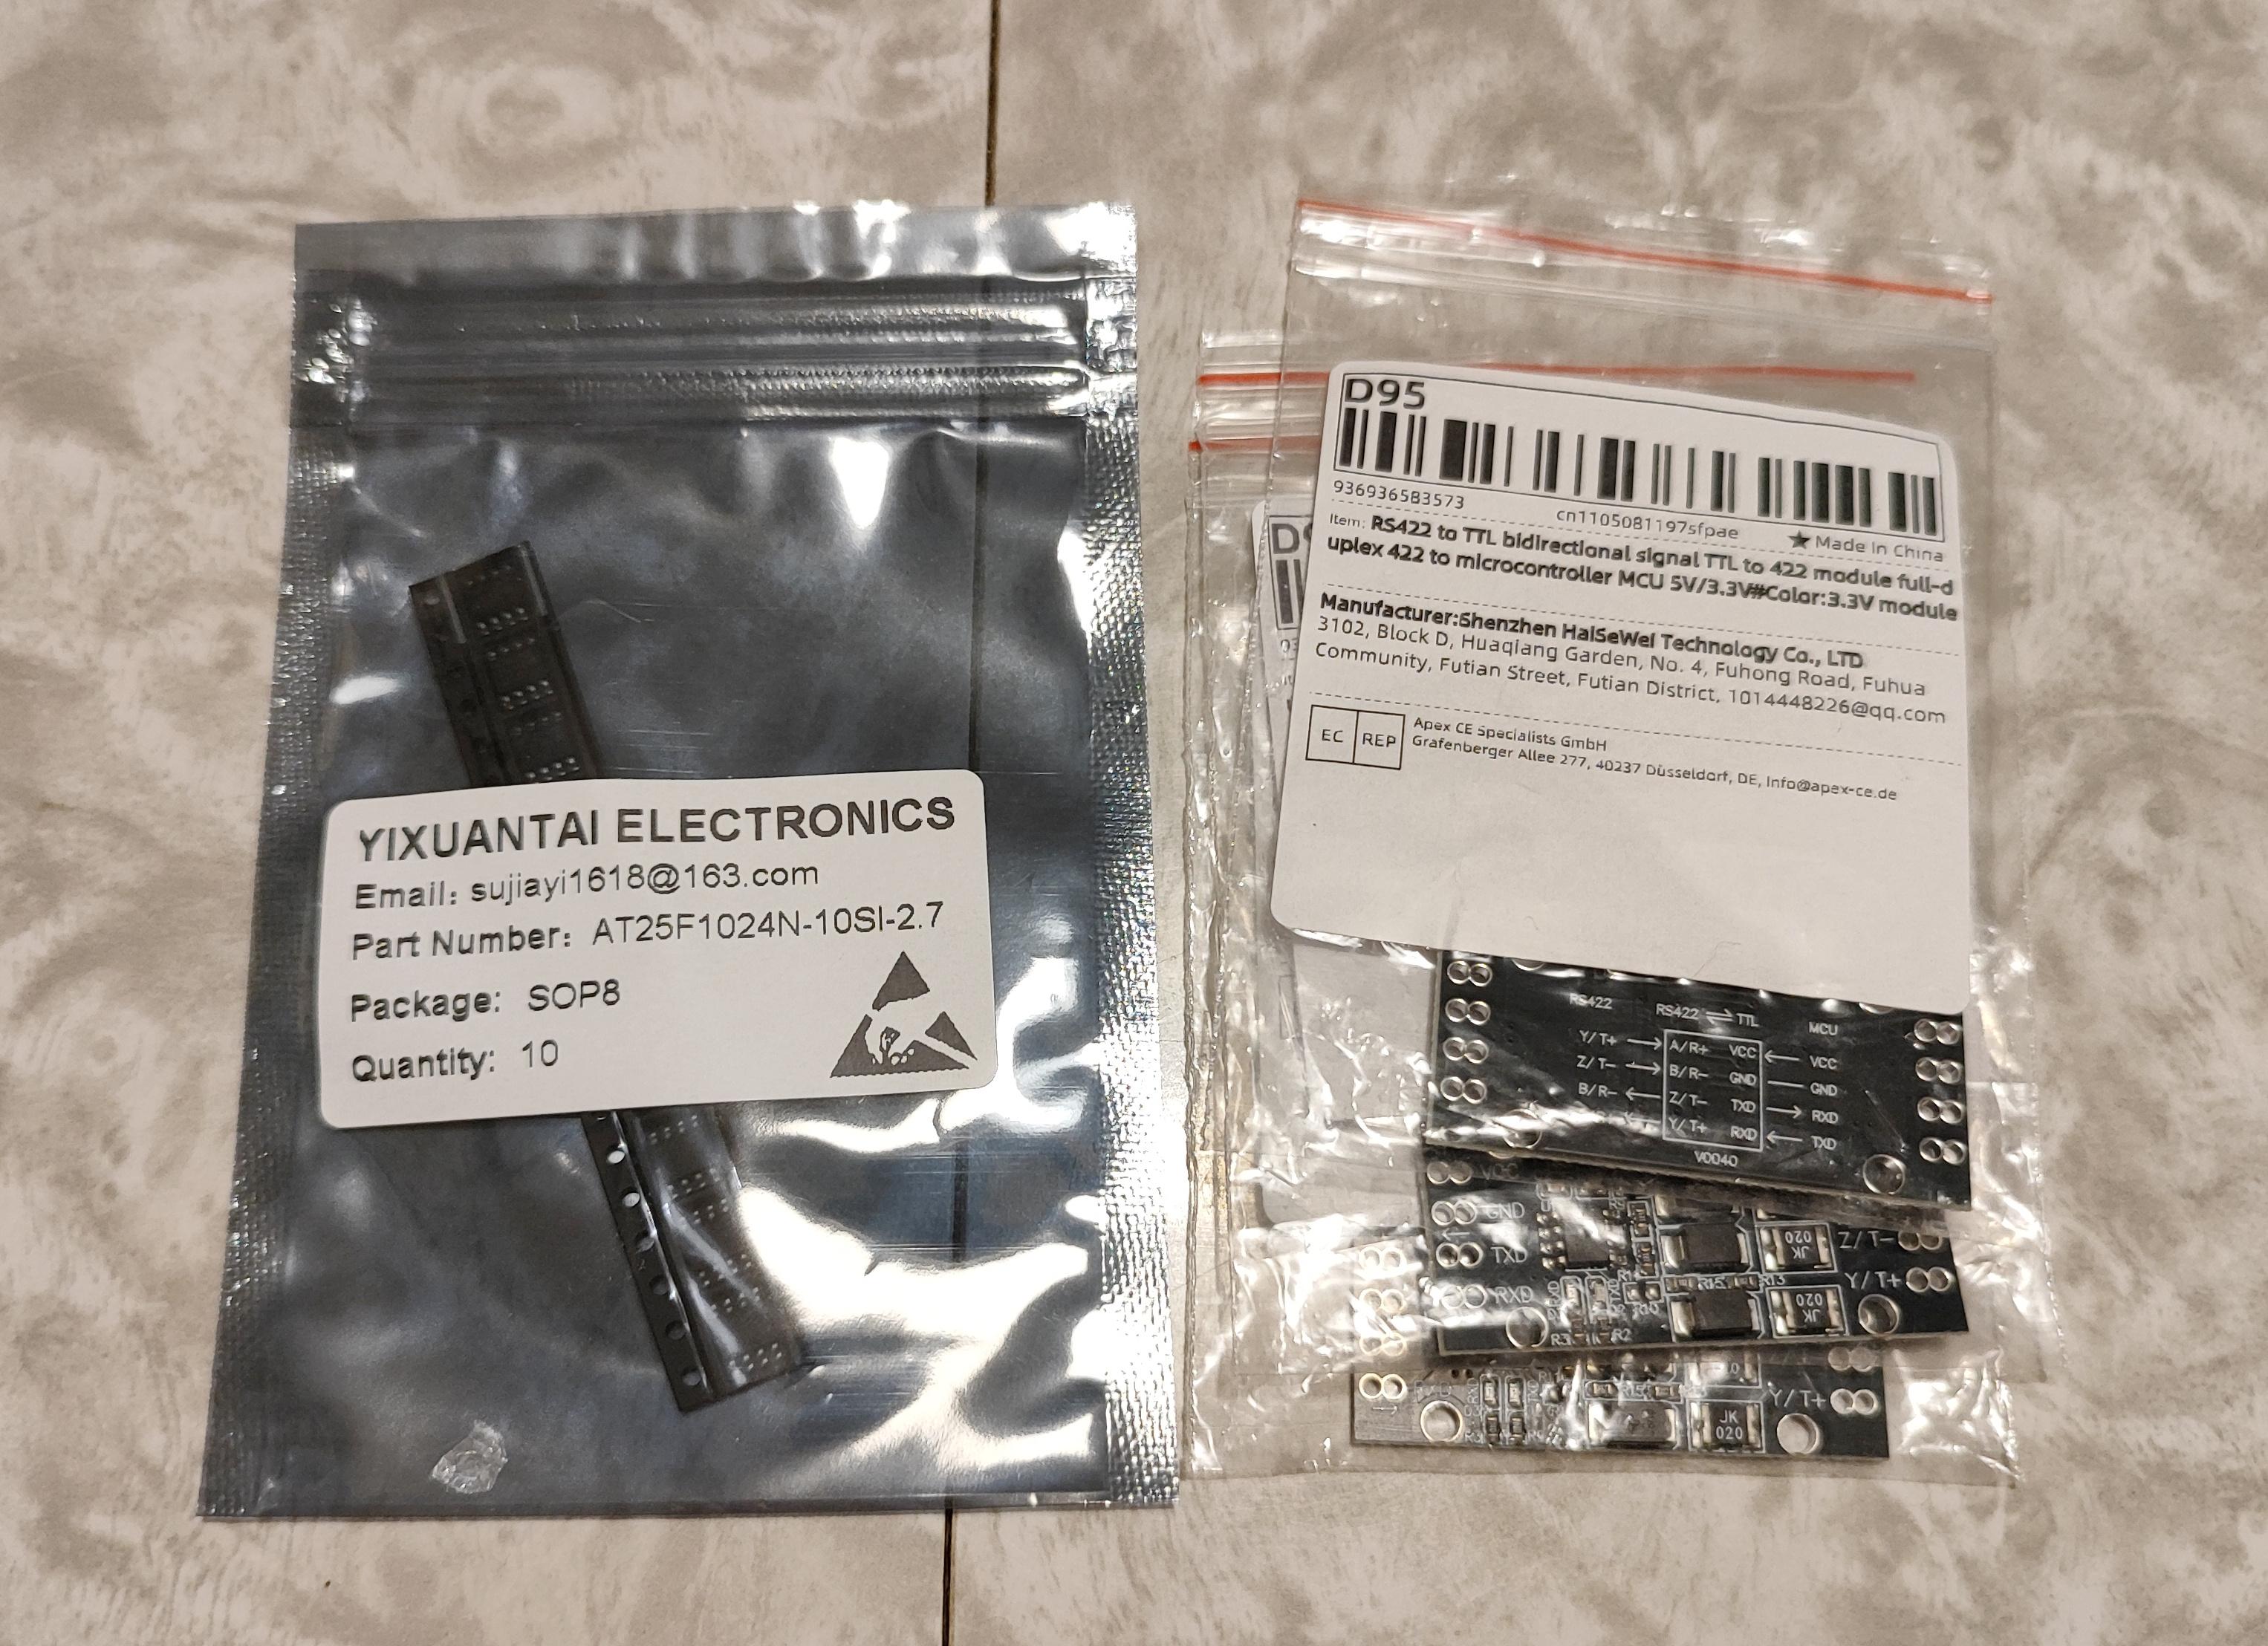 YIXUANTAI ELECTRONICS
Email: sujiayi1618@163.com
Part Number: AT25F1024N-10SI-2.7
Package: SOP8
Quantity: 10
D95
936936583573
cn1105081197sfpae
★ Made in China
Item: RS422 to TTL bidirectional signal TTL to 422 module full-d
uplex 422 to microcontroller MCU 5V/3.3V#Color:3.3V module
Manufacturer:Shenzhen HaiSeWei Technology Co., LTD
3102, Block D, Huaqiang Garden, No. 4, Fuhong Road, Fuhua
Community, Futian Street, Futian District, 1014448226@qq.com
EC REP
Apex CE Specialists GmbH
Grafenberger Allee 277, 40237 Düsseldorf, DE, Info@apex-ce.de
RS422 RS422 ⇌ TTL MCU
Y/T+ → A/R+ VCC ← VCC
Z/T- → B/R- GND — GND
B/R- ← Z/T- TXD → RXD
Y/T+ RXD ← TXD
V0040
GND
TXD
RXD
Z/T-
Y/T+
020
JK
020
JK
R15 R13
R2
Y/T+
JK
020